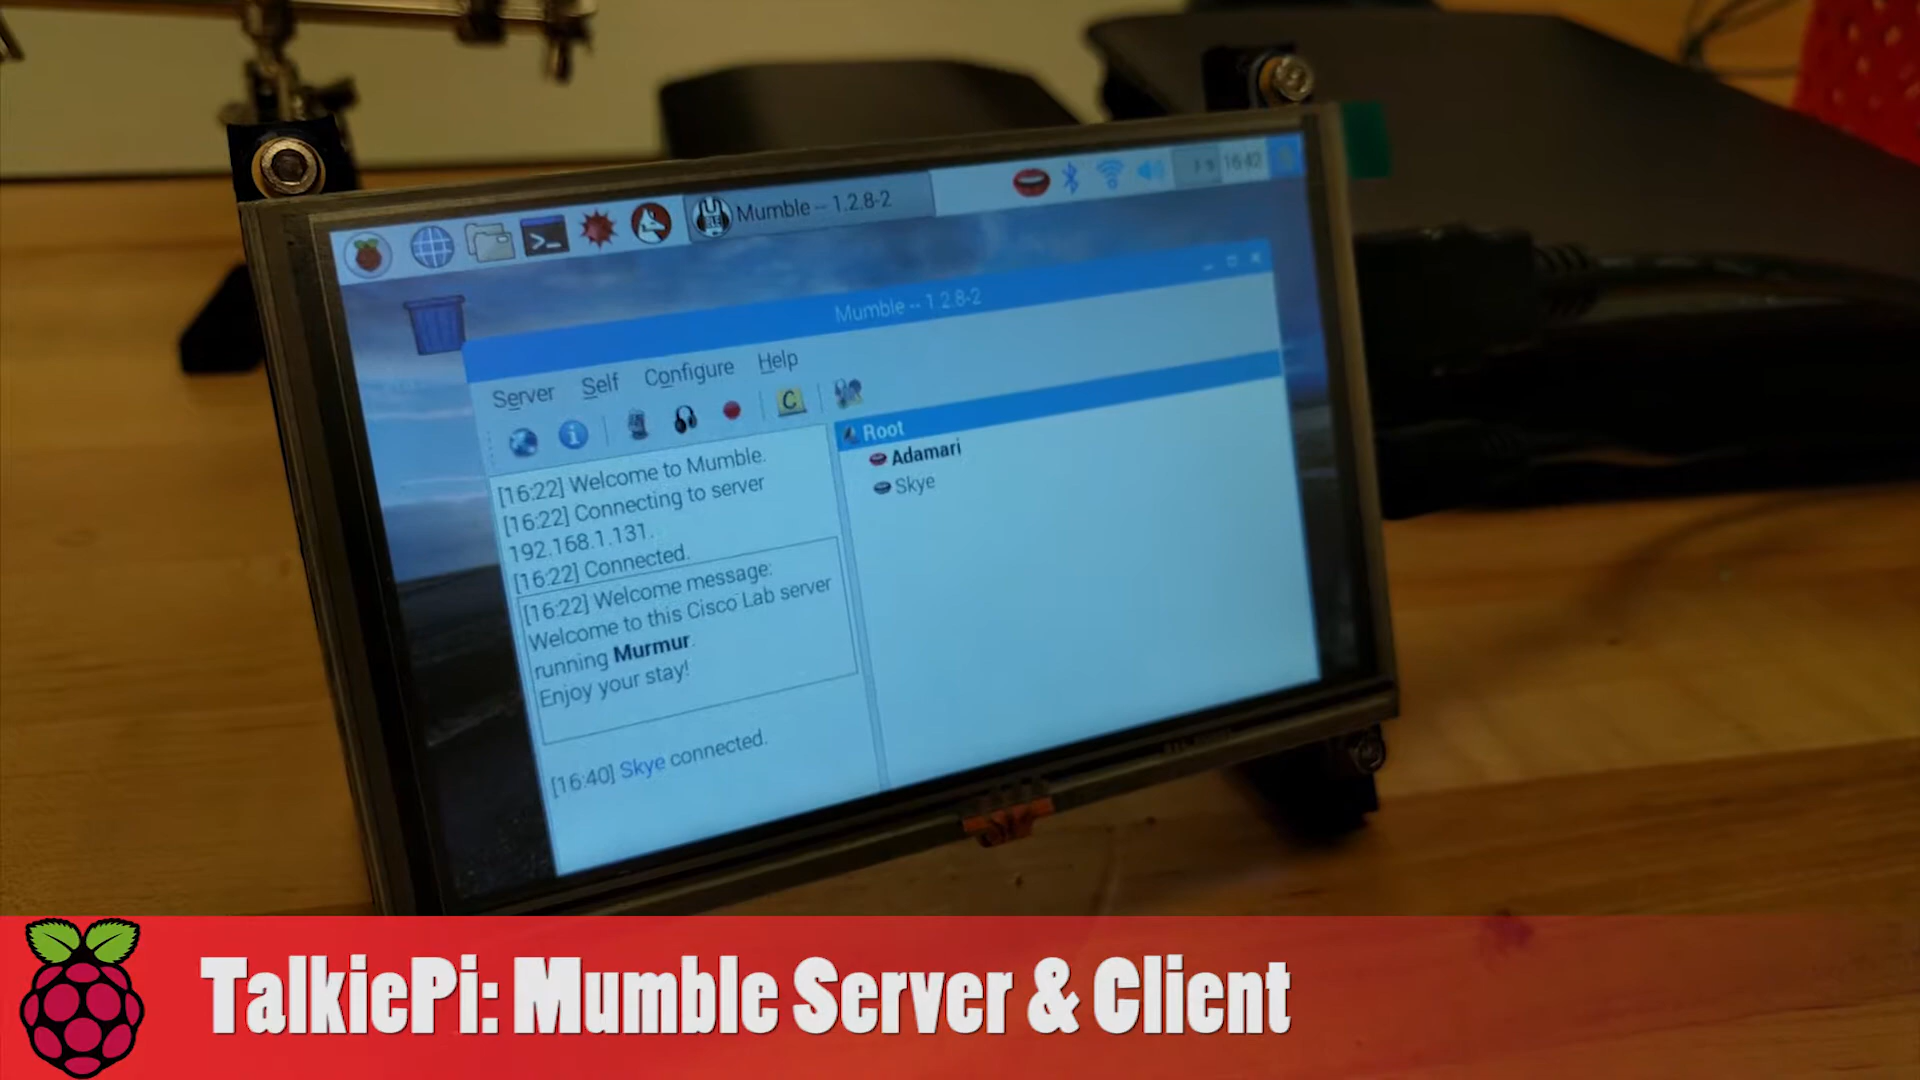 Mumble -- 1.2.8-2
16:42
Mumble -- 1.2.8-2
Server Self Configure Help
C
[16:22] Welcome to Mumble.
[16:22] Connecting to server
192.168.1.131.
[16:22] Connected.
[16:22] Welcome message:
Welcome to this Cisco Lab server
running Murmur.
Enjoy your stay!
[16:40] Skye connected.
Root
Adamari
Skye
TalkiePi: Mumble Server & Client